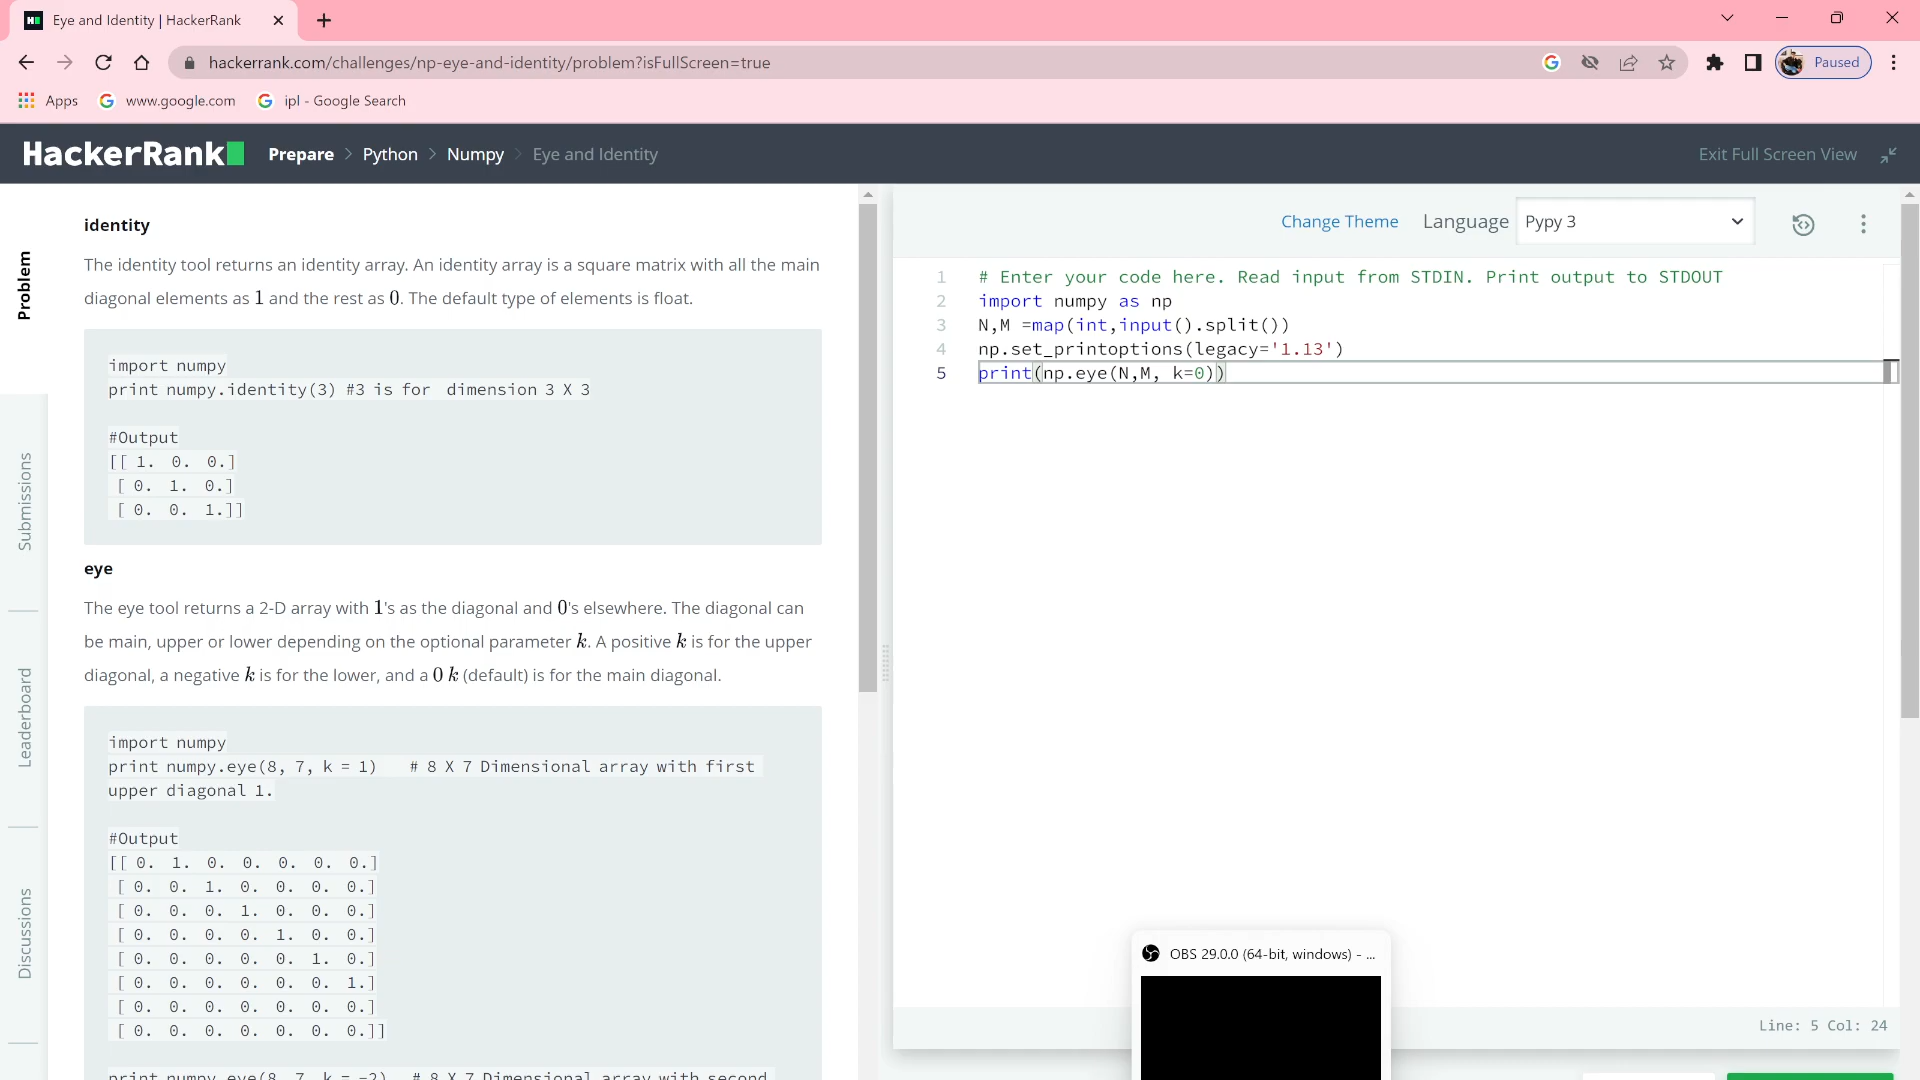 Eye and Identity | HackerRank
hackerrank.com/challenges/np-eye-and-identity/problem?isFullScreen=true
Paused
Apps
www.google.com
ipl - Google Search
HackerRank
Prepare > Python > Numpy > Eye and Identity
Exit Full Screen View
Problem
Submissions
Leaderboard
Discussions
identity
The identity tool returns an identity array. An identity array is a square matrix with all the main
diagonal elements as 1 and the rest as 0. The default type of elements is float.
import numpy
print numpy.identity(3) #3 is for  dimension 3 X 3
#Output
[[ 1.  0.  0.]
 [ 0.  1.  0.]
 [ 0.  0.  1.]]
eye
The eye tool returns a 2-D array with 1's as the diagonal and 0's elsewhere. The diagonal can
be main, upper or lower depending on the optional parameter k. A positive k is for the upper
diagonal, a negative k is for the lower, and a 0 k (default) is for the main diagonal.
import numpy
print numpy.eye(8, 7, k = 1)   # 8 X 7 Dimensional array with first
upper diagonal 1.
#Output
[[ 0.  1.  0.  0.  0.  0.  0.]
 [ 0.  0.  1.  0.  0.  0.  0.]
 [ 0.  0.  0.  1.  0.  0.  0.]
 [ 0.  0.  0.  0.  1.  0.  0.]
 [ 0.  0.  0.  0.  0.  1.  0.]
 [ 0.  0.  0.  0.  0.  0.  1.]
 [ 0.  0.  0.  0.  0.  0.  0.]
 [ 0.  0.  0.  0.  0.  0.  0.]]
print numpy.eye(8, 7, k = -2)   # 8 X 7 Dimensional array with second
Change Theme
Language
Pypy 3
1 # Enter your code here. Read input from STDIN. Print output to STDOUT
2 import numpy as np
3 N,M =map(int,input().split())
4 np.set_printoptions(legacy='1.13')
5 print(np.eye(N,M, k=0))
OBS 29.0.0 (64-bit, windows) - ...
Line: 5 Col: 24